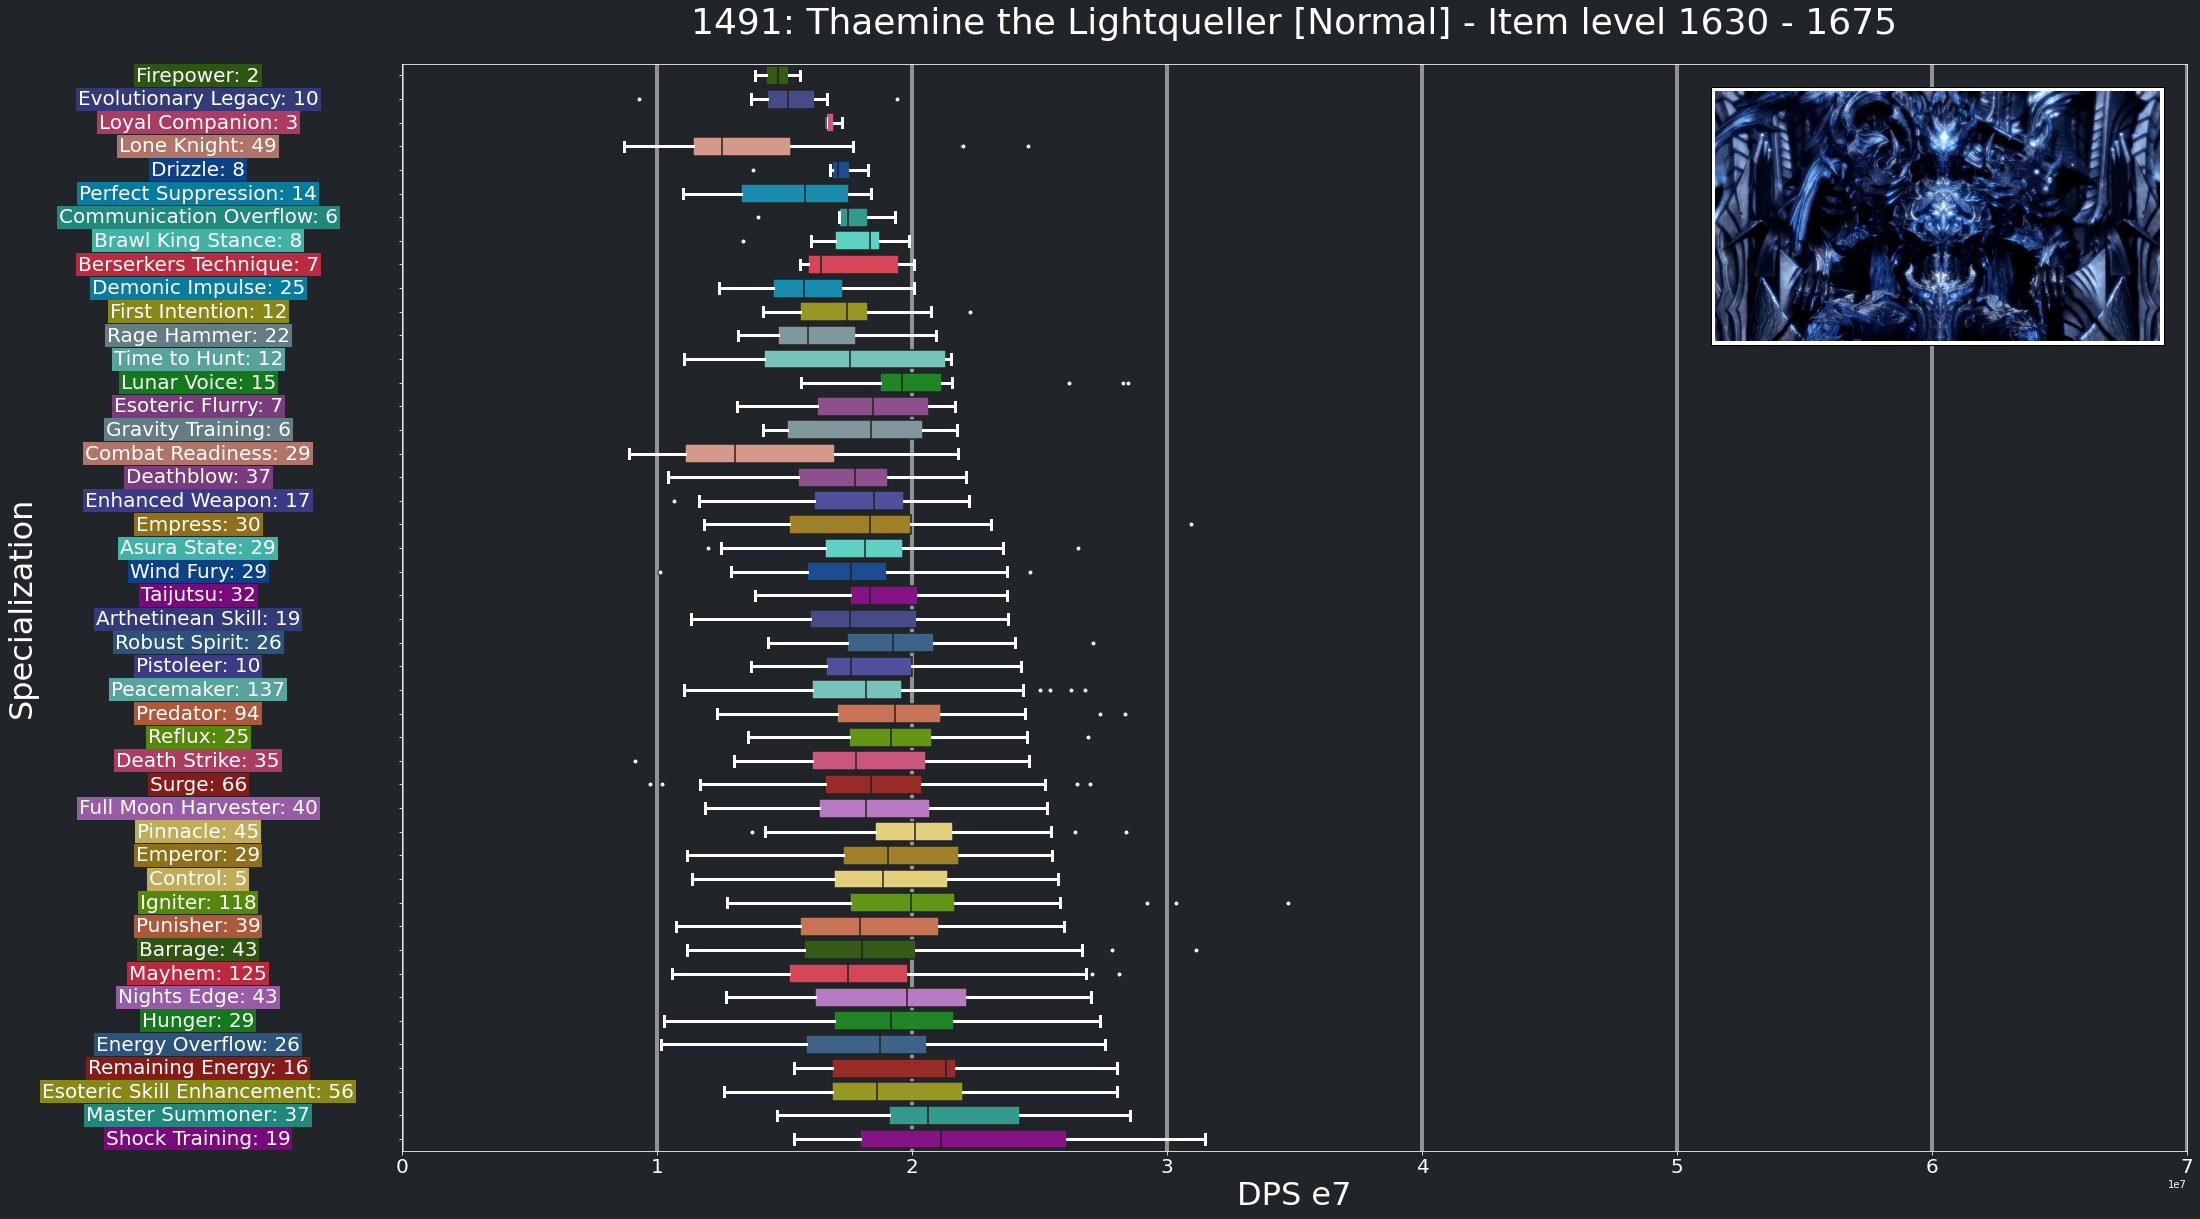 1491: Thaemine the Lightqueller [Normal] - Item level 1630 - 1675
Specialization
Firepower: 2
Evolutionary Legacy: 10
Loyal Companion: 3
Lone Knight: 49
Drizzle: 8
Perfect Suppression: 14
Communication Overflow: 6
Brawl King Stance: 8
Berserkers Technique: 7
Demonic Impulse: 25
First Intention: 12
Rage Hammer: 22
Time to Hunt: 12
Lunar Voice: 15
Esoteric Flurry: 7
Gravity Training: 6
Combat Readiness: 29
Deathblow: 37
Enhanced Weapon: 17
Empress: 30
Asura State: 29
Wind Fury: 29
Taijutsu: 32
Arthetinean Skill: 19
Robust Spirit: 26
Pistoleer: 10
Peacemaker: 137
Predator: 94
Reflux: 25
Death Strike: 35
Surge: 66
Full Moon Harvester: 40
Pinnacle: 45
Emperor: 29
Control: 5
Igniter: 118
Punisher: 39
Barrage: 43
Mayhem: 125
Nights Edge: 43
Hunger: 29
Energy Overflow: 26
Remaining Energy: 16
Esoteric Skill Enhancement: 56
Master Summoner: 37
Shock Training: 19
0 1 2 3 4 5 6 7
1e7
DPS e7